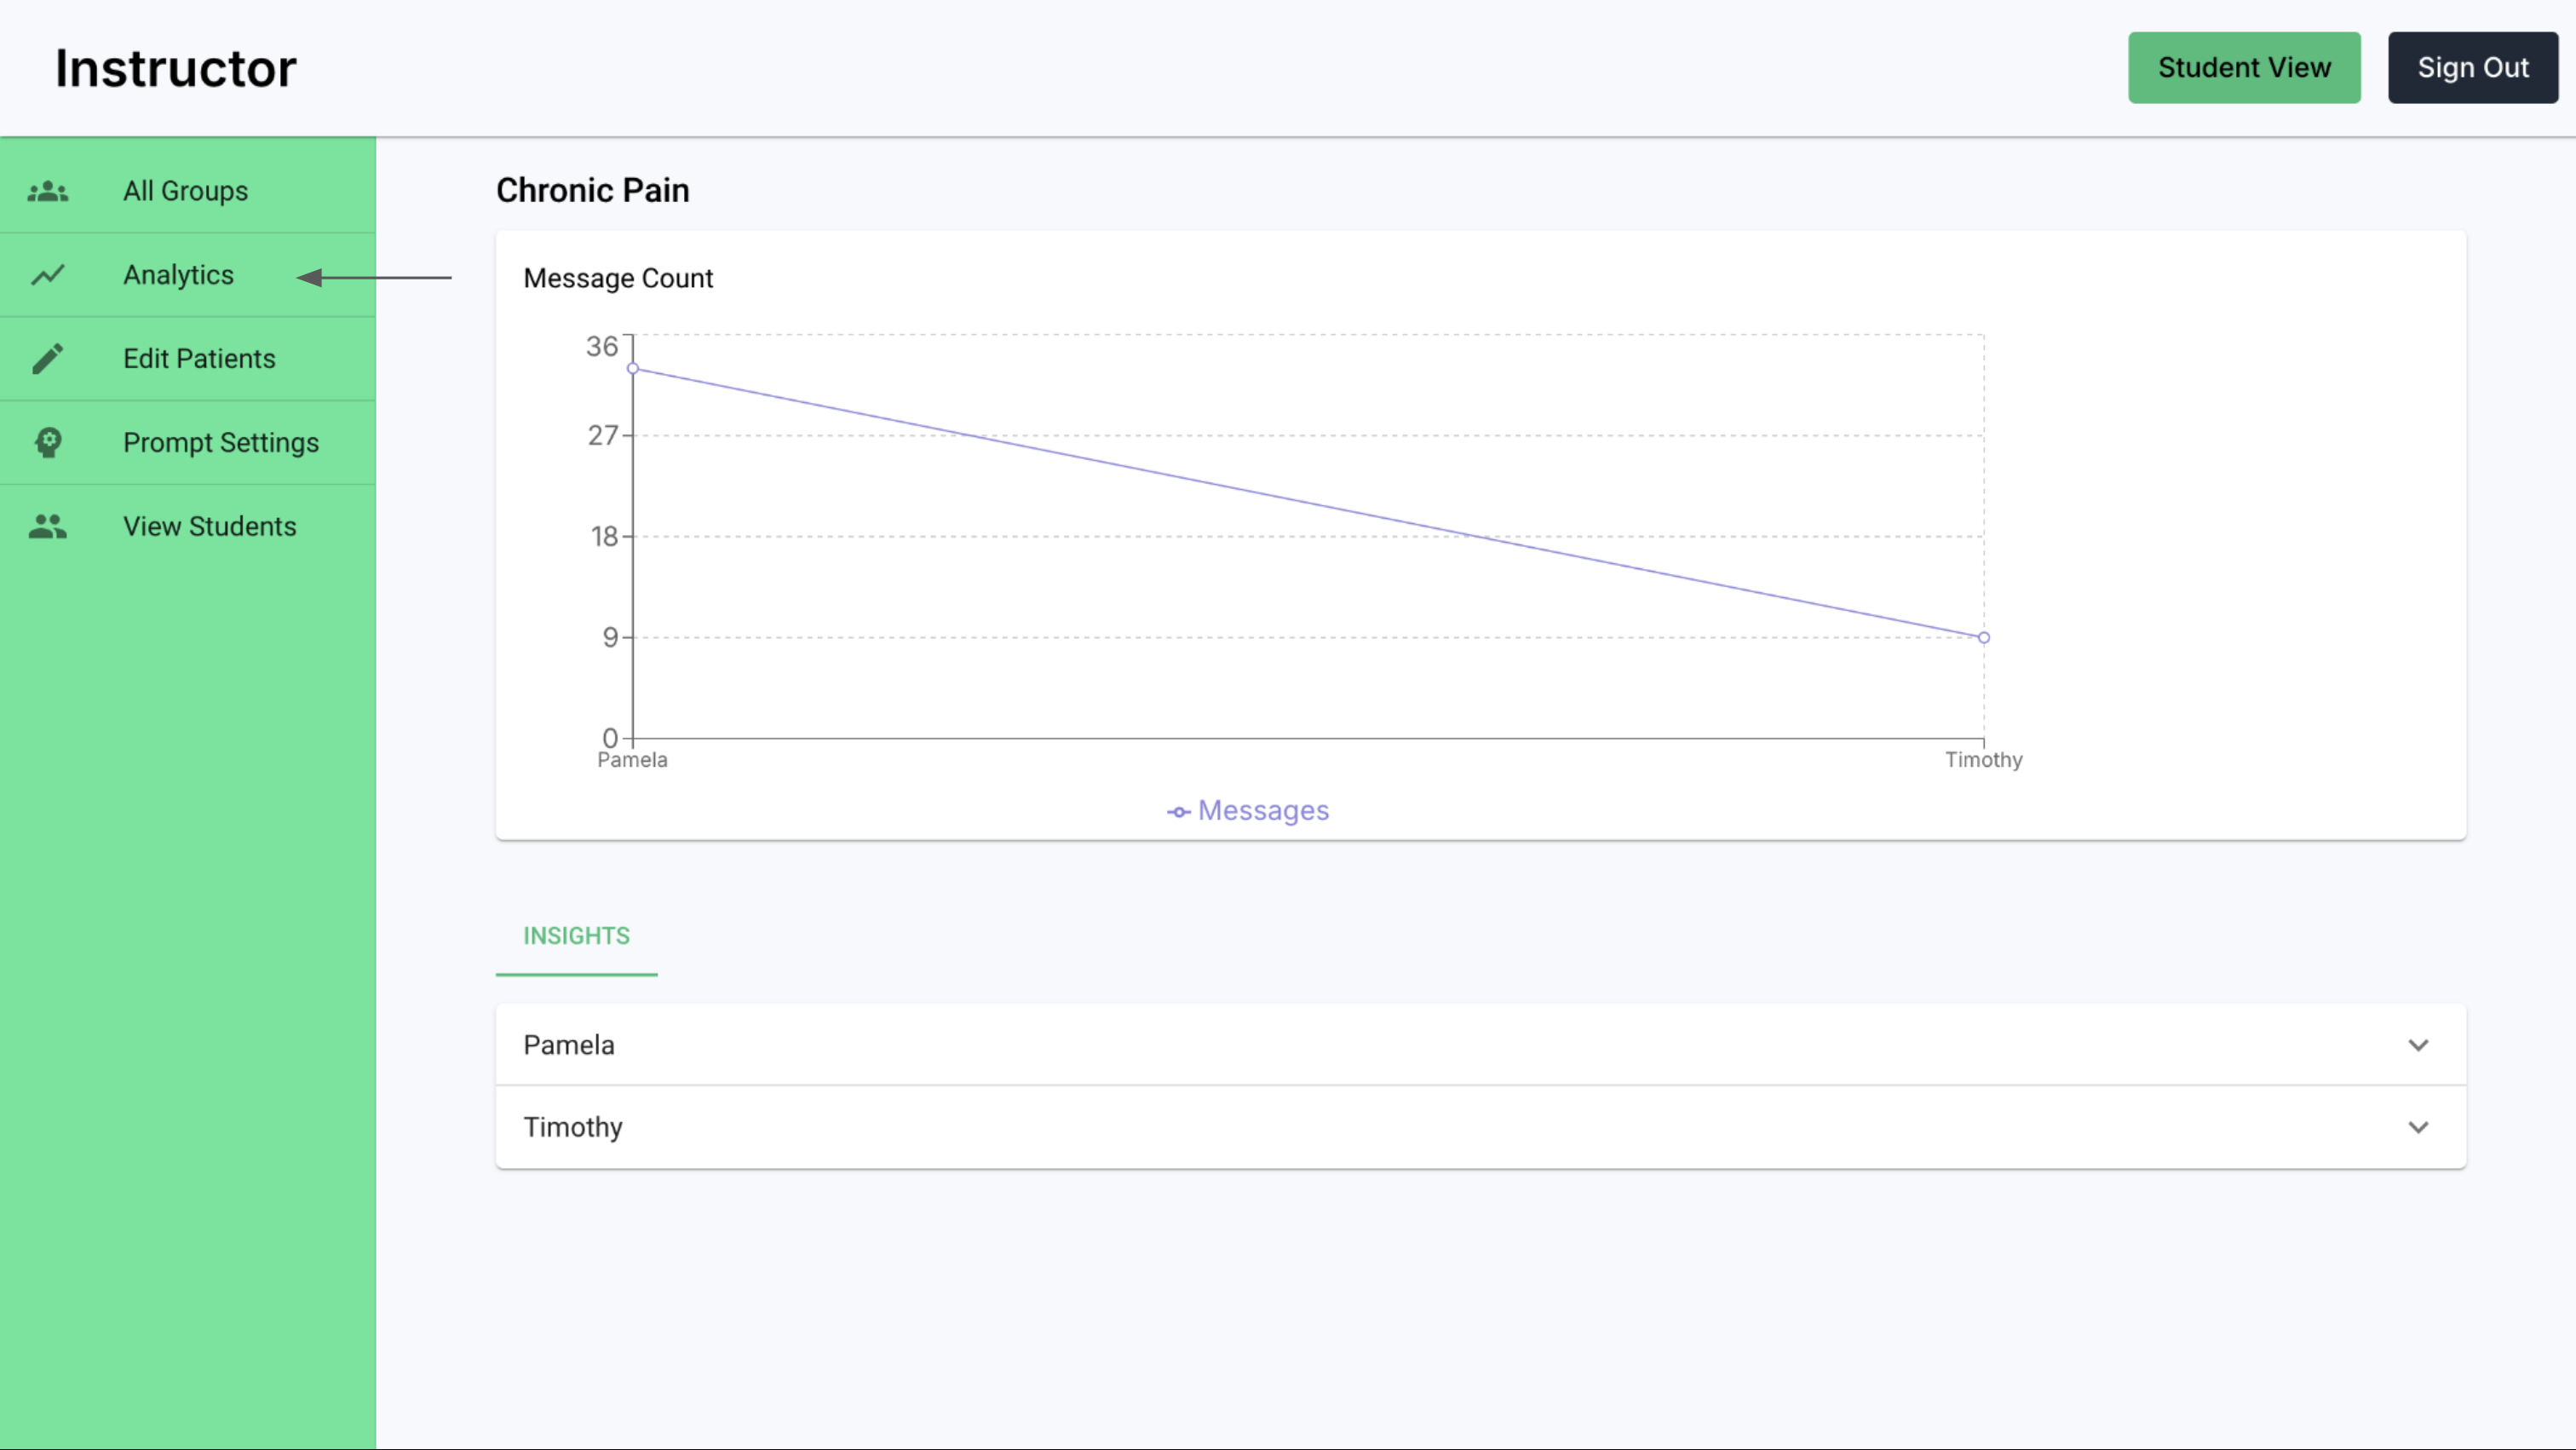 Instructor
Student View
Sign Out
All Groups
Analytics
Edit Patients
Prompt Settings
View Students
Chronic Pain
Message Count
36
27
18
9
0
Pamela
Timothy
Messages
INSIGHTS
Pamela
Timothy